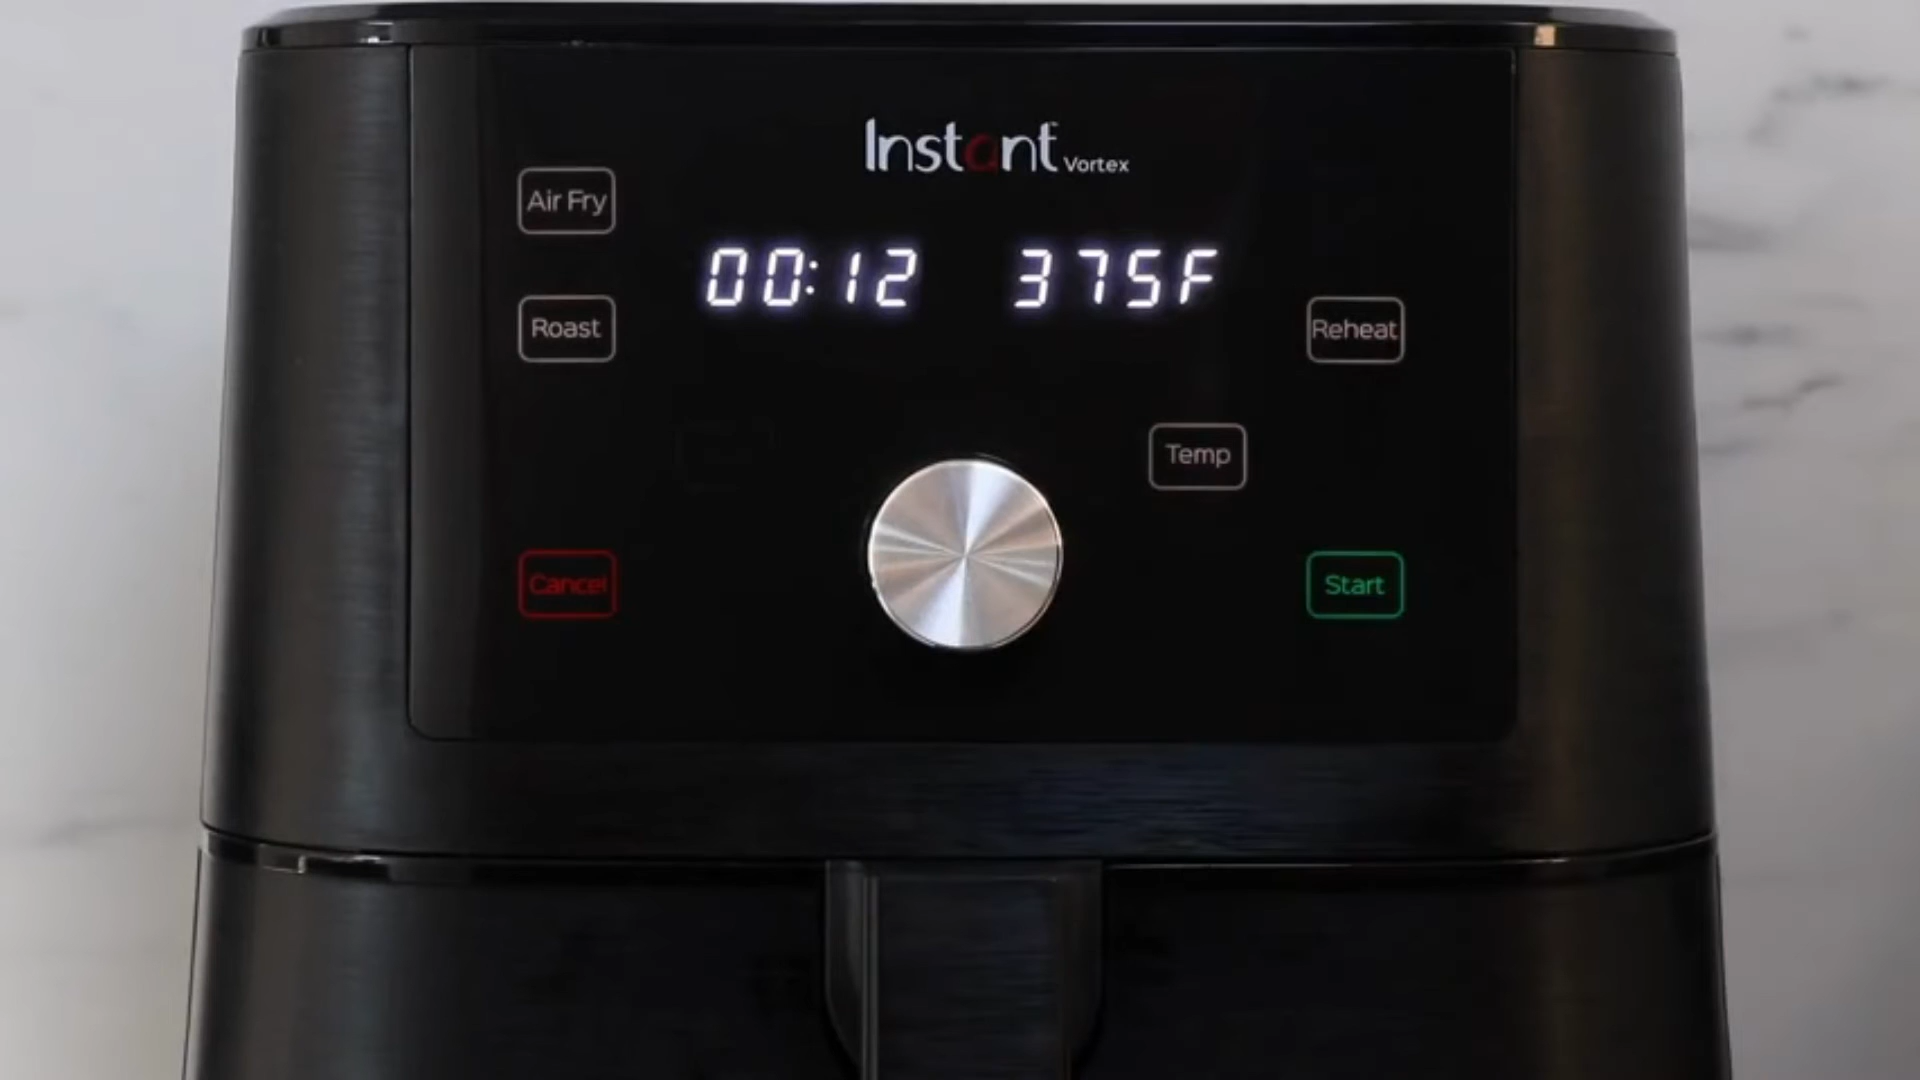 Instant Vortex
Air Fry
00:12 375F
Roast
Reheat
Temp
Cancel
Start